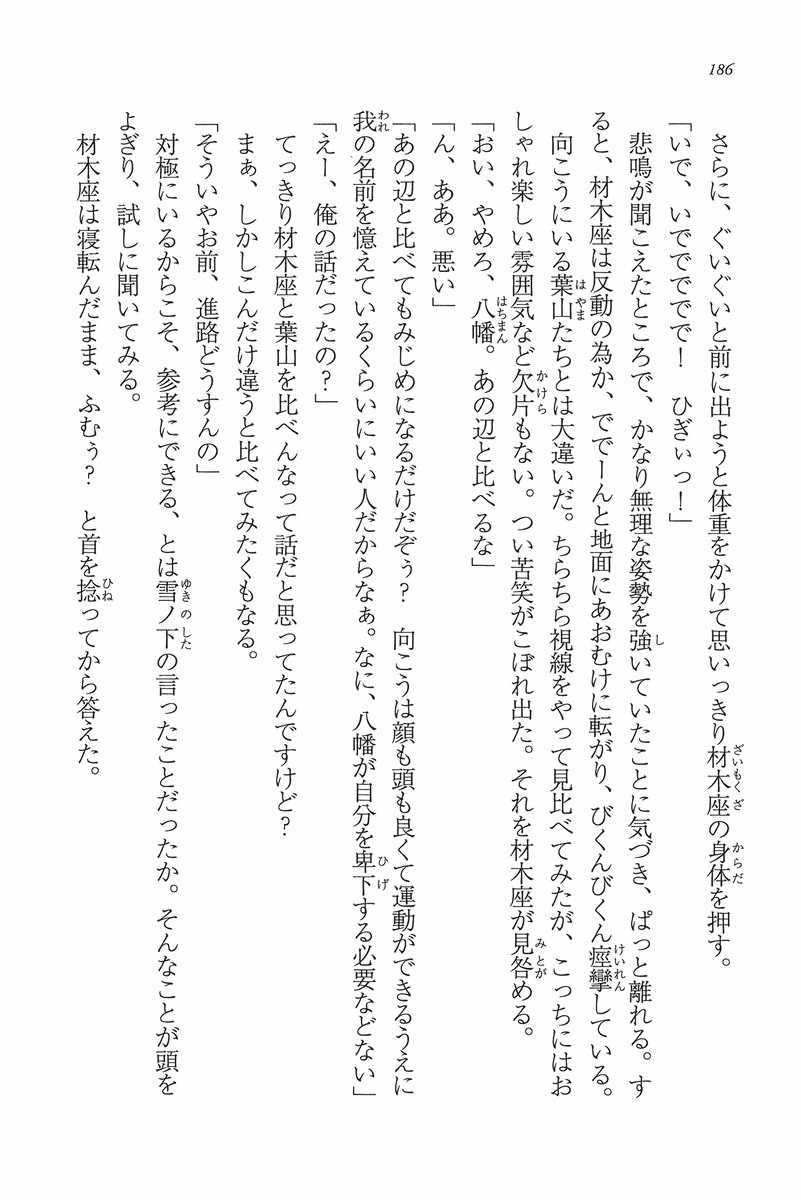 186
さらに、ぐいぐいと前に出ようと体重をかけて思いっきり材木座の身体を押す。
「いで、いででででで！　ひぎぃっ！」
悲鳴が聞こえたところで、かなり無理な姿勢を強いていたことに気づき、ぱっと離れる。す
ると、材木座は反動の為か、ででーんと地面にあおむけに転がり、びくんびくん痙攣している。
向こうにいる葉山たちとは大違いだ。ちらちら視線をやって見比べてみたが、こっちにはお
しゃれ楽しい雰囲気など欠片もない。つい苦笑がこぼれ出た。それを材木座が見咎める。
「おい、やめろ、八幡。あの辺と比べるな」
「ん、ああ。悪い」
「あの辺と比べてもみじめになるだけだぞぅ？　向こうは顔も頭も良くて運動ができるうえに
我の名前を憶えているくらいにいい人だからなぁ。なに、八幡が自分を卑下する必要などない」
「えー、俺の話だったの？」
てっきり材木座と葉山を比べんなって話だと思ってたんですけど？
まぁ、しかしこんだけ違うと比べてみたくもなる。
「そういやお前、進路どうすんの」
対極にいるからこそ、参考にできる、とは雪ノ下の言ったことだったか。そんなことが頭を
よぎり、試しに聞いてみる。
材木座は寝転んだまま、ふむぅ？　と首を捻ってから答えた。